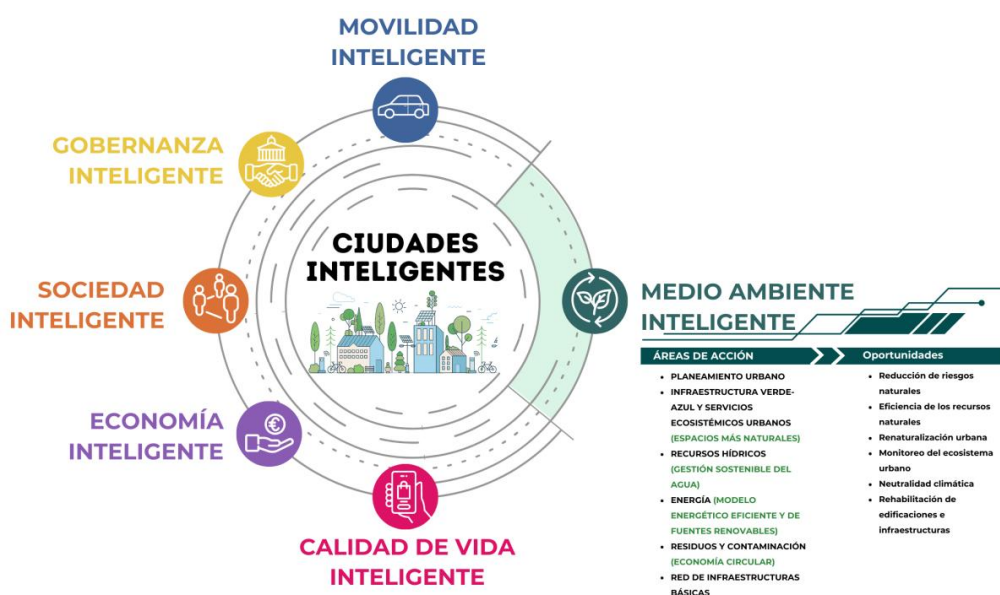 MOVILIDAD
INTELIGENTE
GOBERNANZA
INTELIGENTE
SOCIEDAD
INTELIGENTE
ECONOMÍA
INTELIGENTE
CALIDAD DE VIDA
INTELIGENTE
CIUDADES
INTELIGENTES
MEDIO AMBIENTE
INTELIGENTE
ÁREAS DE ACCIÓN
• PLANEAMIENTO URBANO
• INFRAESTRUCTURA VERDE-
AZUL Y SERVICIOS
ECOSISTÉMICOS URBANOS
(ESPACIOS MÁS NATURALES)
• RECURSOS HÍDRICOS
(GESTIÓN SOSTENIBLE DEL
AGUA)
• ENERGÍA (MODELO
ENERGÉTICO EFICIENTE Y DE
FUENTES RENOVABLES)
• RESIDUOS Y CONTAMINACIÓN
(ECONOMÍA CIRCULAR)
• RED DE INFRAESTRUCTURAS
BÁSICAS
Oportunidades
• Reducción de riesgos
naturales
• Eficiencia de los recursos
naturales
• Renaturalización urbana
• Monitoreo del ecosistema
urbano
• Neutralidad climática
• Rehabilitación de
edificaciones e
infraestructuras